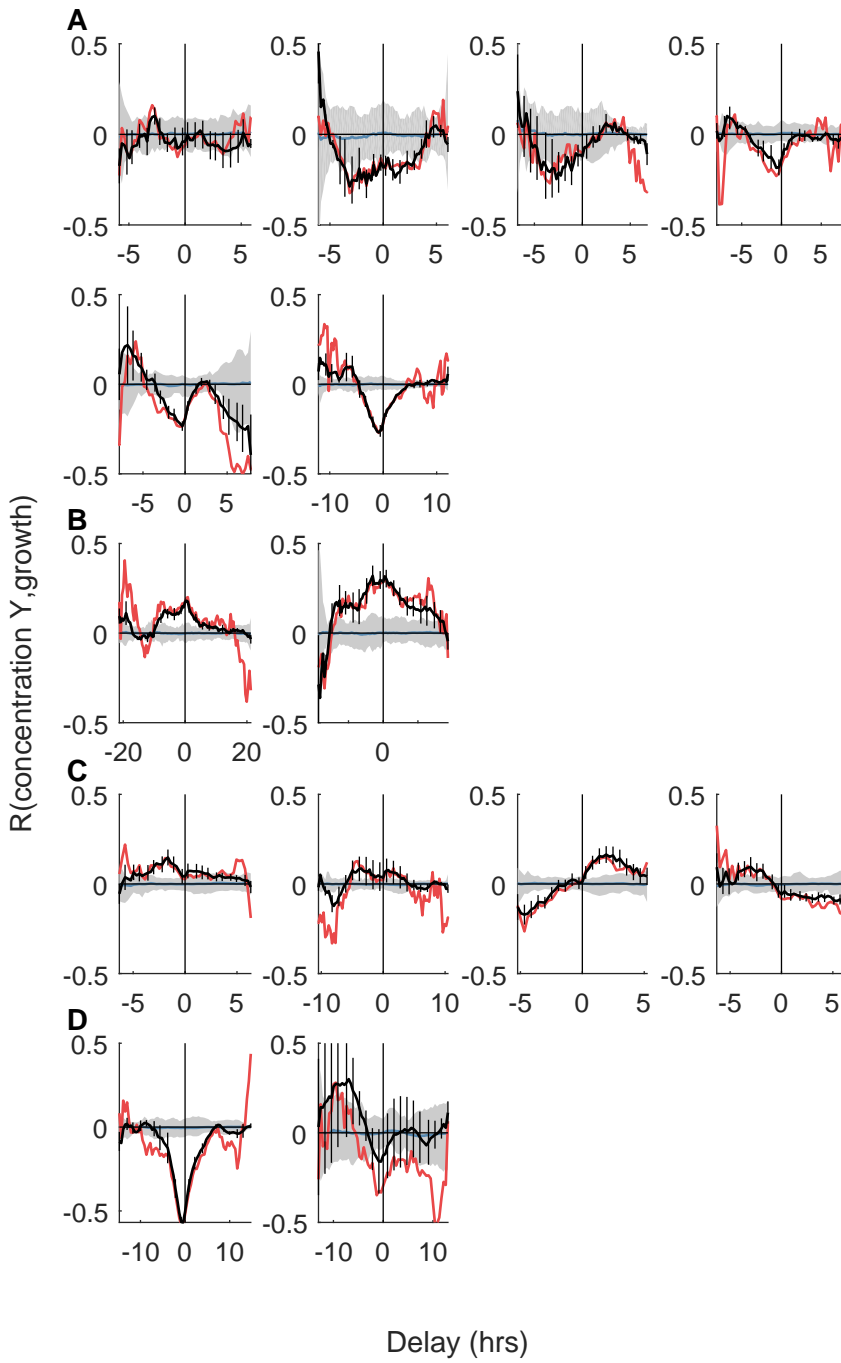 A
0.5 0.5 0.5 0.5
0 0 0 0
-0.5 -0.5 -0.5 -0.5
-5 0 5 -5 0 5 -5 0 5 -5 0 5
0.5 0.5
0 0
-0.5 -0.5
-5 0 5 -10 0 10
B
0.5 0.5
0 0
-0.5 -0.5
-20 0 20 0
C
0.5 0.5 0.5 0.5
0 0 0 0
-0.5 -0.5 -0.5 -0.5
-5 0 5 -10 0 10 -5 0 5 -5 0 5
D
0.5 0.5
0 0
-0.5 -0.5
-10 0 10 -10 0 10
R(concentration Y,growth)
Delay (hrs)